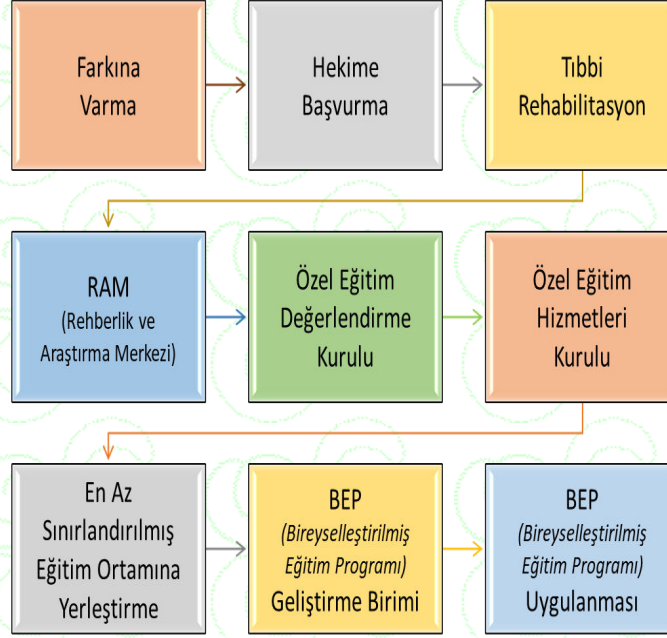 Farkına
Varma
Hekime
Başvurma
Tıbbi
Rehabilitasyon
RAM
(Rehberlik ve
Araştırma Merkezi)
Özel Eğitim
Değerlendirme
Kurulu
Özel Eğitim
Hizmetleri
Kurulu
En Az
Sınırlandırılmış
Eğitim Ortamına
Yerleştirme
BEP
(Bireyselleştirilmiş
Eğitim Programı)
Geliştirme Birimi
BEP
(Bireyselleştirilmiş
Eğitim Programı)
Uygulanması